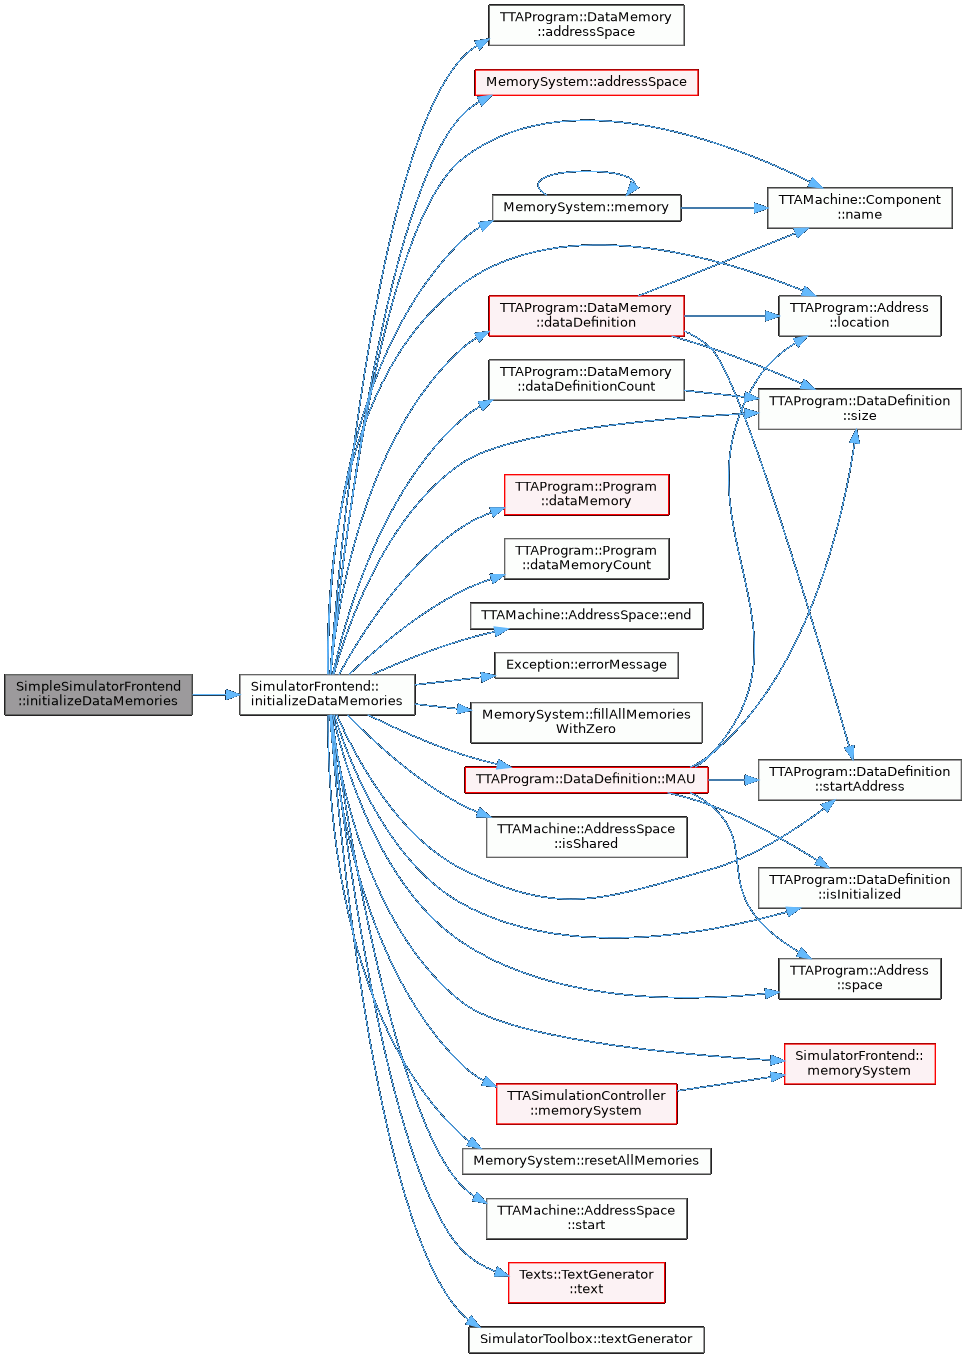 TTAProgram::DataMemory
::addressSpace
MemorySystem::addressSpace
MemorySystem::memory
TTAMachine::Component
::name
TTAProgram::DataMemory
::dataDefinition
TTAProgram::Address
::location
TTAProgram::DataMemory
::dataDefinitionCount
TTAProgram::DataDefinition
::size
TTAProgram::Program
::dataMemory
TTAProgram::Program
::dataMemoryCount
TTAMachine::AddressSpace::end
Exception::errorMessage
SimpleSimulatorFrontend
::initializeDataMemories
SimulatorFrontend::
initializeDataMemories
MemorySystem::fillAllMemories
WithZero
TTAProgram::DataDefinition::MAU
TTAProgram::DataDefinition
::startAddress
TTAMachine::AddressSpace
::isShared
TTAProgram::DataDefinition
::isInitialized
TTAProgram::Address
::space
SimulatorFrontend::
memorySystem
TTASimulationController
::memorySystem
MemorySystem::resetAllMemories
TTAMachine::AddressSpace
::start
Texts::TextGenerator
::text
SimulatorToolbox::textGenerator